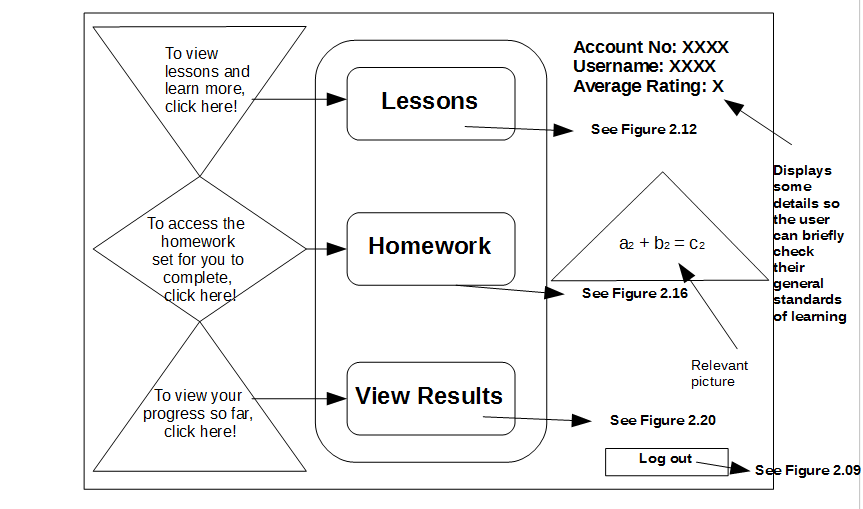 To view
lessons and
learn more,
click here!
Lessons
Account No: XXXX
Username: XXXX
Average Rating: X
See Figure 2.12
Displays
some
details so
the user
can briefly
check
their
general
standards
of learning
To access the
homework
set for you to
complete,
click here!
Homework
a2 + b2 = c2
See Figure 2.16
Relevant
picture
To view your
progress so far,
click here!
View Results
See Figure 2.20
Log out
See Figure 2.09